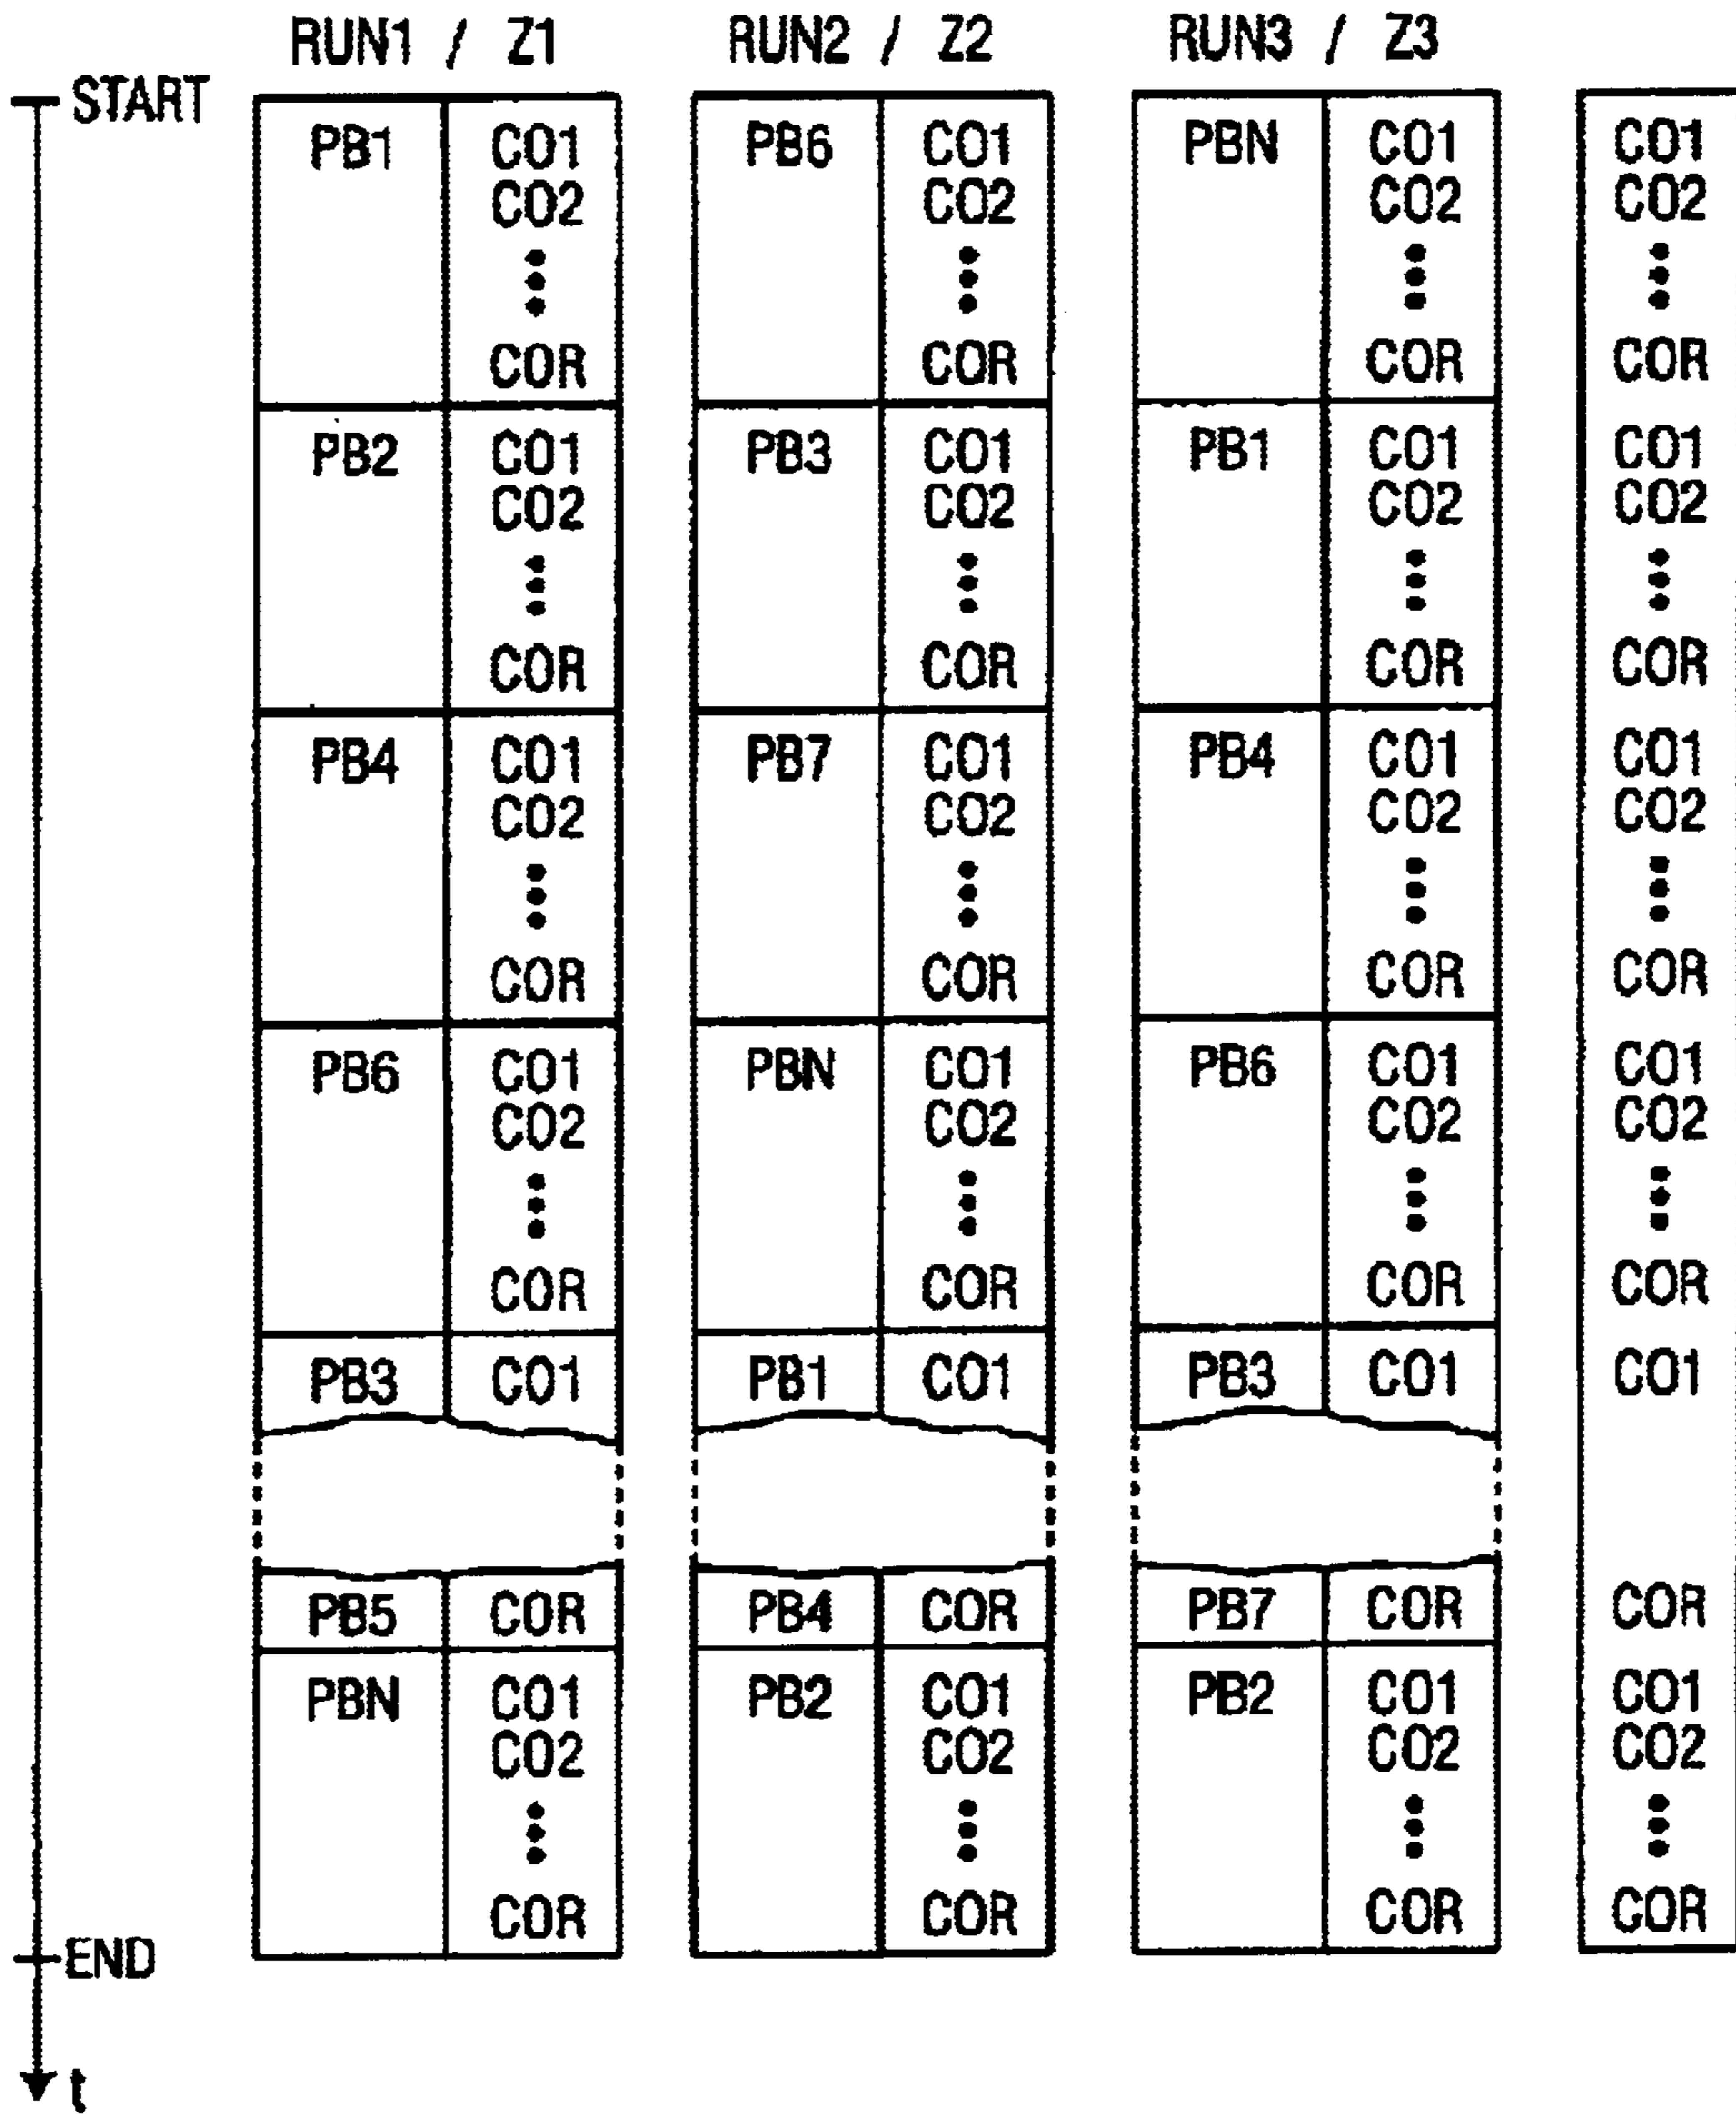 RUN1 / Z1 RUN2 / Z2 RUN3 / Z3
START
PB1 CO1 PB6 CO1 PBN CO1 CO1
CO2 CO2 CO2 CO2
COR COR COR COR
PB2 CO1 PB3 CO1 PB1 CO1 CO1
CO2 CO2 CO2 CO2
COR COR COR COR
PB4 CO1 PB7 CO1 PB4 CO1 CO1
CO2 CO2 CO2 CO2
COR COR COR COR
PB6 CO1 PBN CO1 PB6 CO1 CO1
CO2 CO2 CO2 CO2
COR COR COR COR
PB3 CO1 PB1 CO1 PB3 CO1 CO1
PB5 COR PB4 COR PB7 COR COR
PBN CO1 PB2 CO1 PB2 CO1 CO1
CO2 CO2 CO2 CO2
COR COR COR COR
END
t